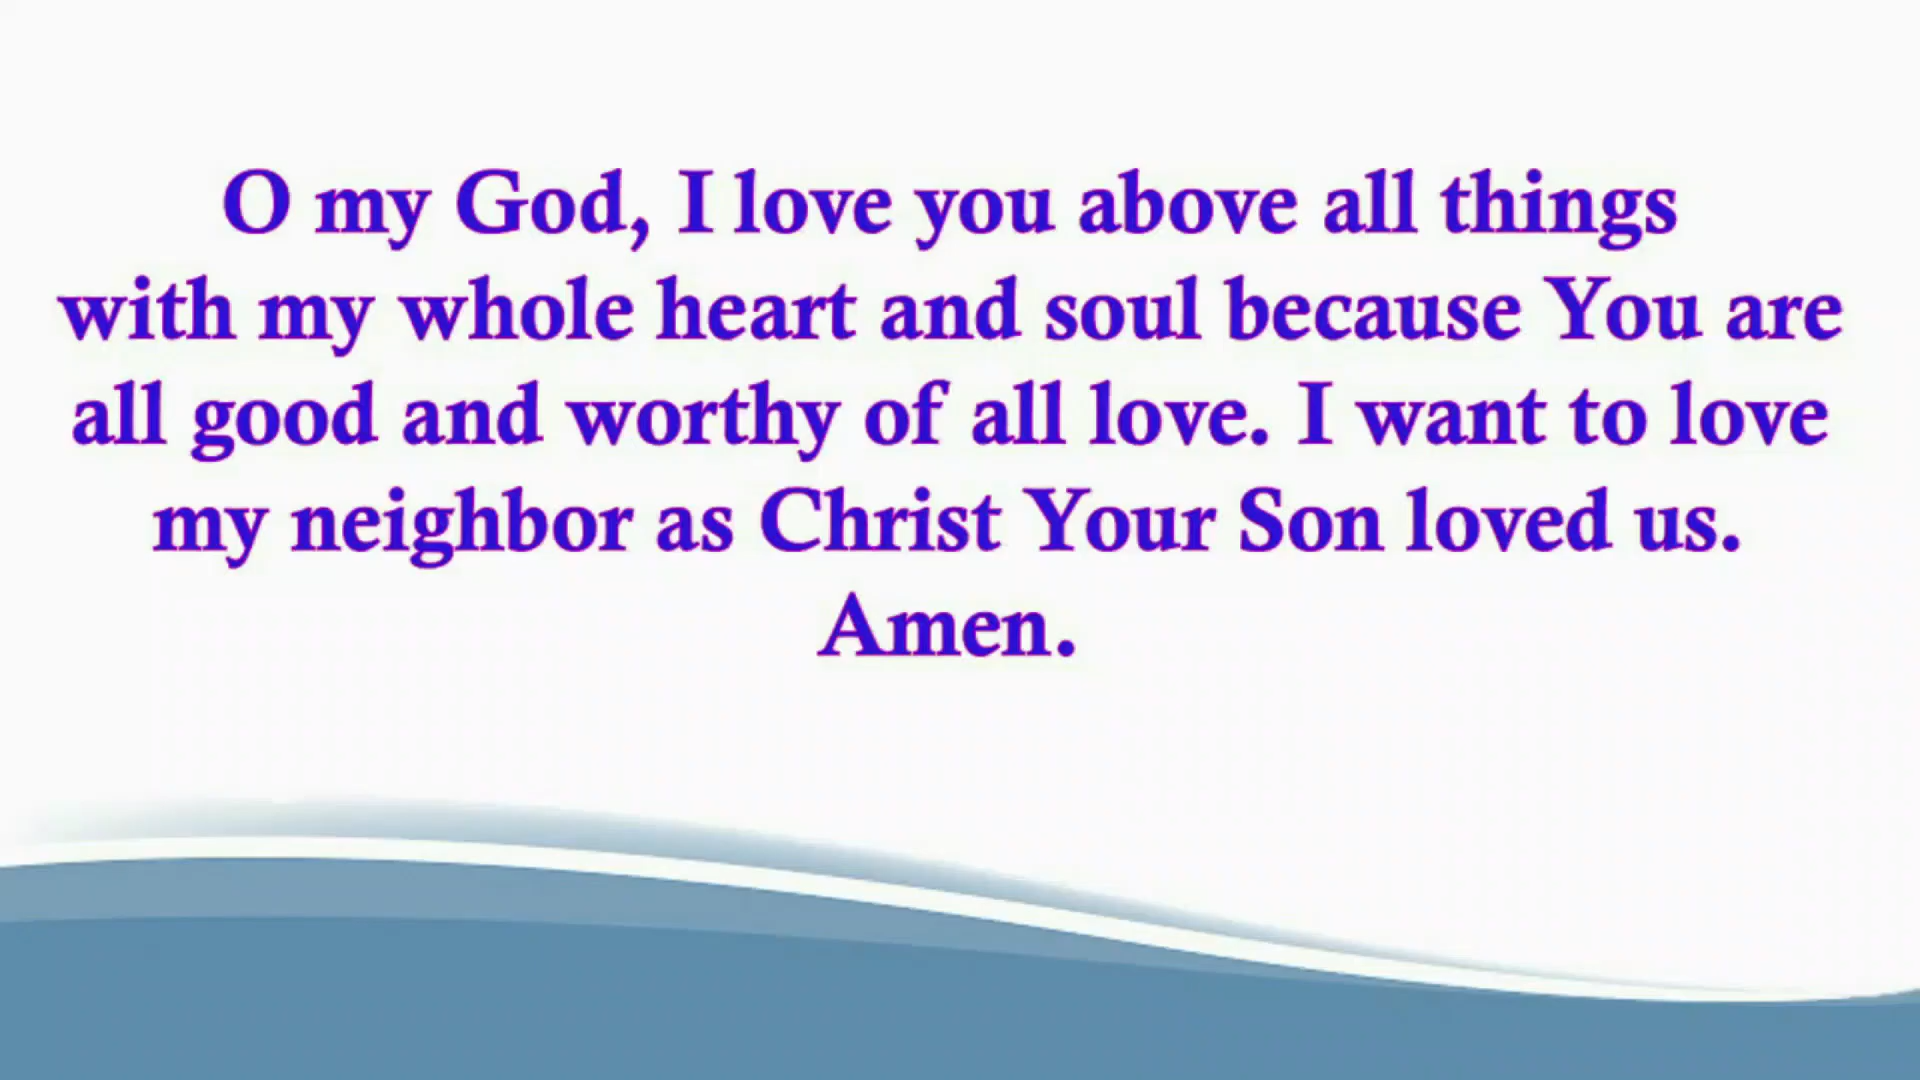 O my God, I love you above all things
with my whole heart and soul because You are
all good and worthy of all love. I want to love
my neighbor as Christ Your Son loved us.
Amen.